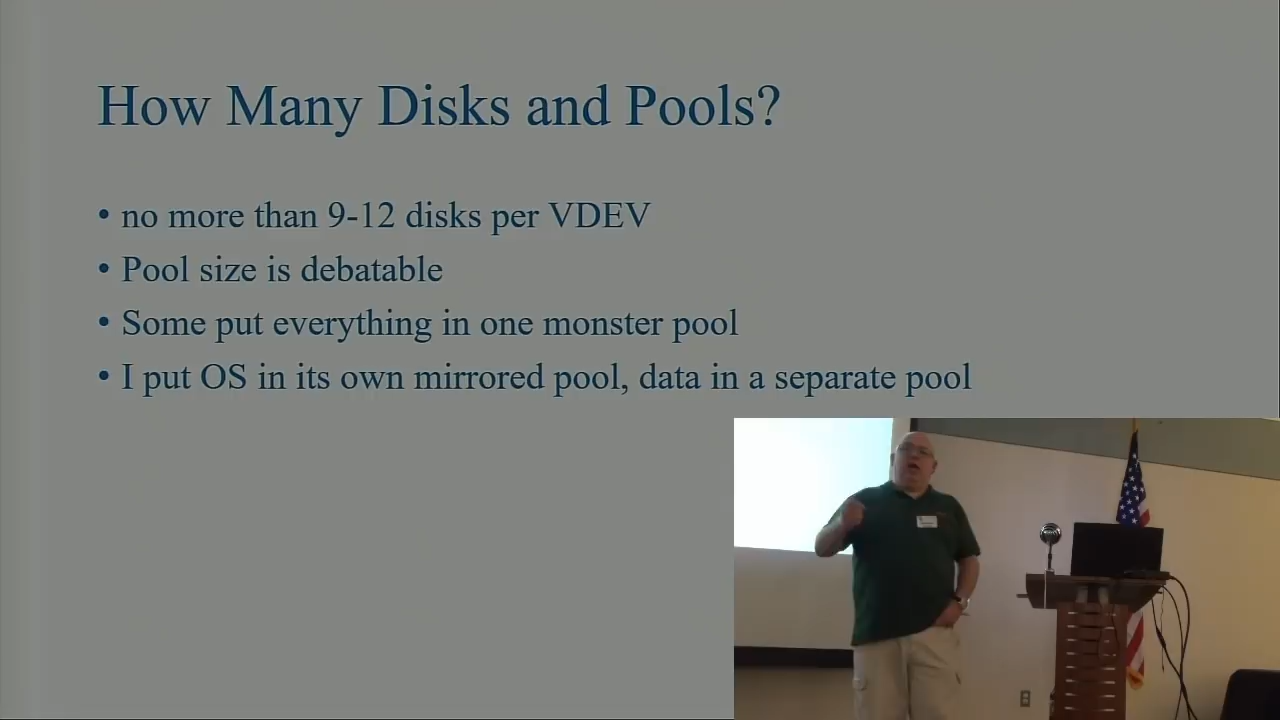 How Many Disks and Pools?
• no more than 9-12 disks per VDEV
• Pool size is debatable
• Some put everything in one monster pool
• I put OS in its own mirrored pool, data in a separate pool